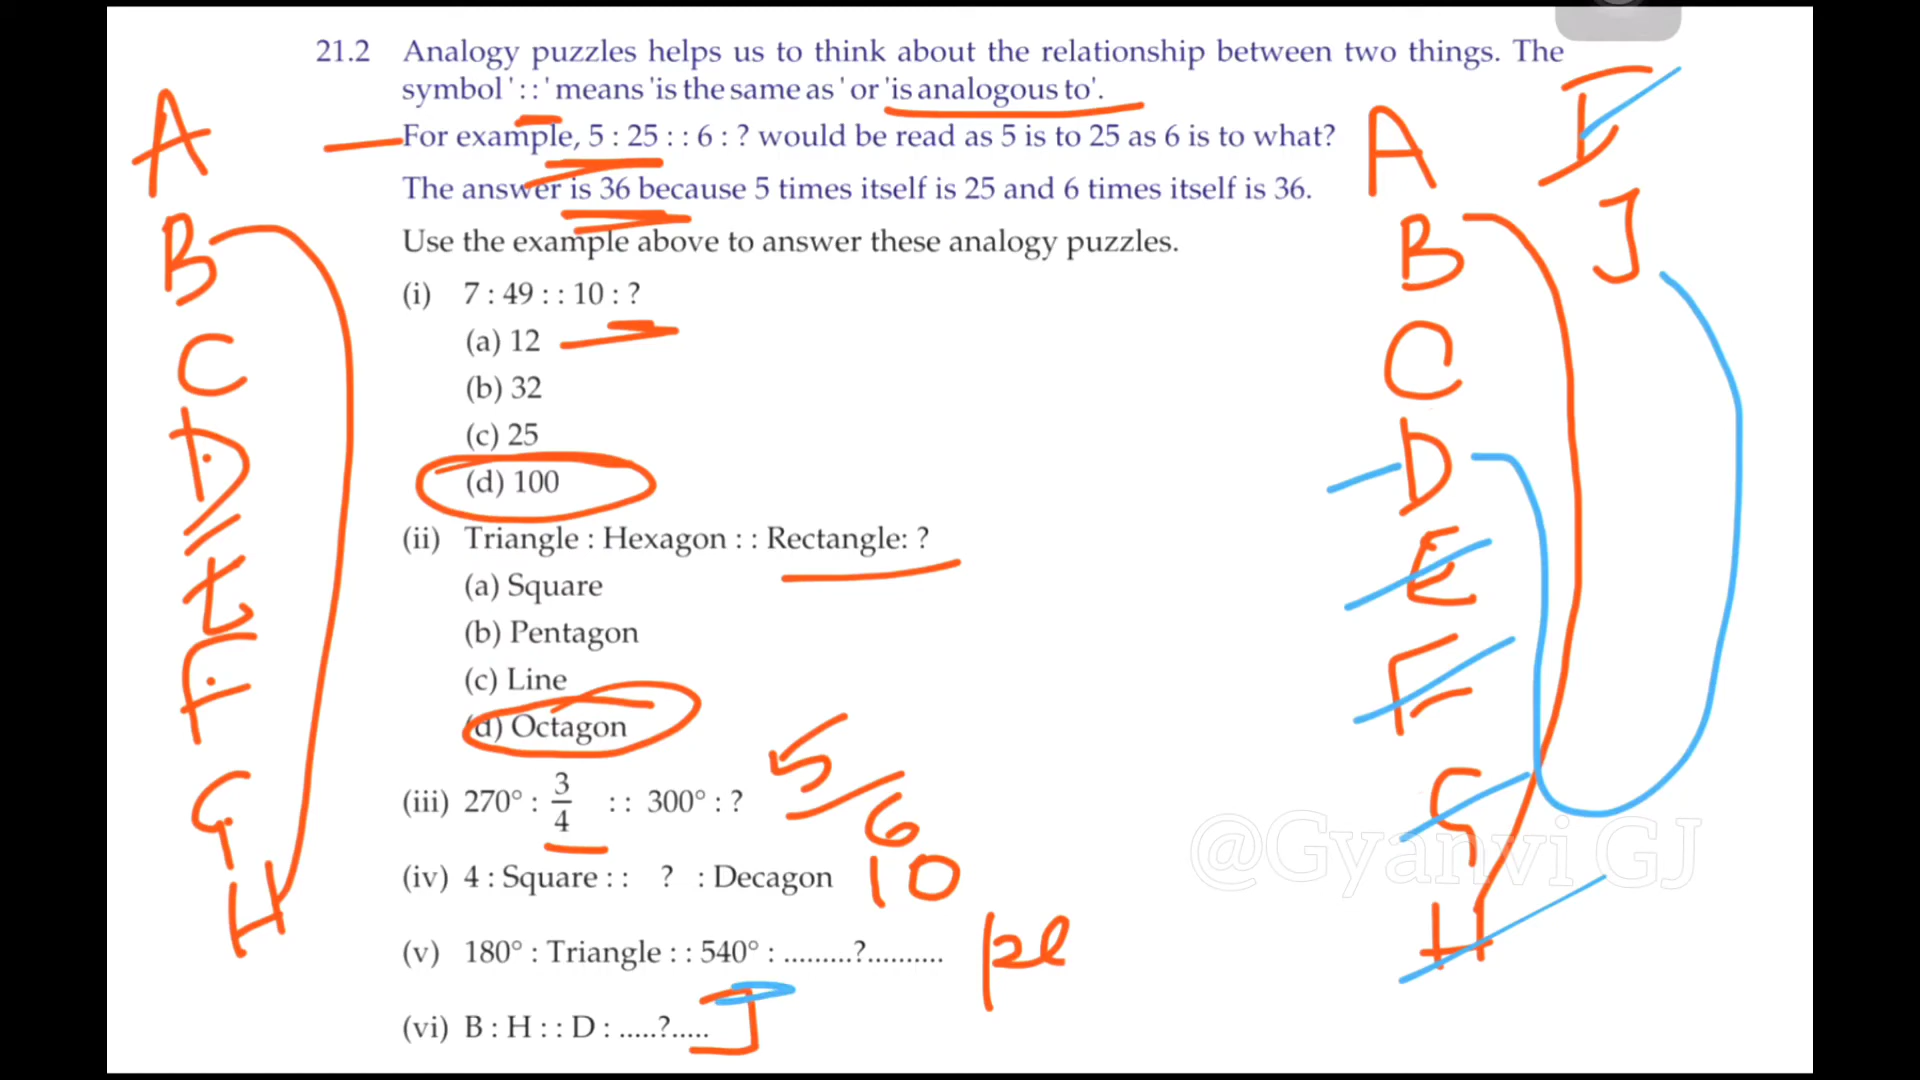 21.2 Analogy puzzles helps us to think about the relationship between two things. The
symbol '::' means 'is the same as ' or 'is analogous to'.
For example, 5 : 25 : : 6 : ? would be read as 5 is to 25 as 6 is to what?
The answer is 36 because 5 times itself is 25 and 6 times itself is 36.
Use the example above to answer these analogy puzzles.
(i) 7 : 49 : : 10 : ?
(a) 12
(b) 32
(c) 25
(d) 100
(ii) Triangle : Hexagon : : Rectangle: ?
(a) Square
(b) Pentagon
(c) Line
(d) Octagon
(iii) 270° : 3/4 : : 300° : ? 5/6
(iv) 4 : Square : : ? : Decagon 10
(v) 180° : Triangle : : 540° : .........?..........
(vi) B : H : : D : .....?..... J
A
B
C
D
E
F
G
H
A
B
C
D
E
F
G
H
I
J
@Gyanvi GJ